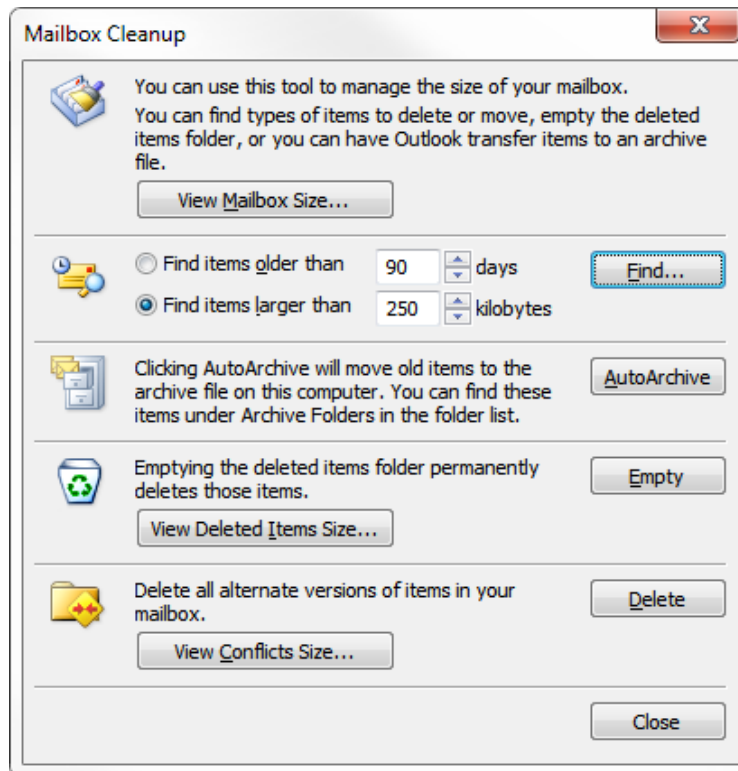 Mailbox Cleanup
You can use this tool to manage the size of your mailbox.
You can find types of items to delete or move, empty the deleted
items folder, or you can have Outlook transfer items to an archive
file.
View Mailbox Size...
Find items older than 90 days
Find...
Find items larger than 250 kilobytes
Clicking AutoArchive will move old items to the
archive file on this computer. You can find these
items under Archive Folders in the folder list.
AutoArchive
Emptying the deleted items folder permanently
deletes those items.
Empty
View Deleted Items Size...
Delete all alternate versions of items in your
mailbox.
Delete
View Conflicts Size...
Close